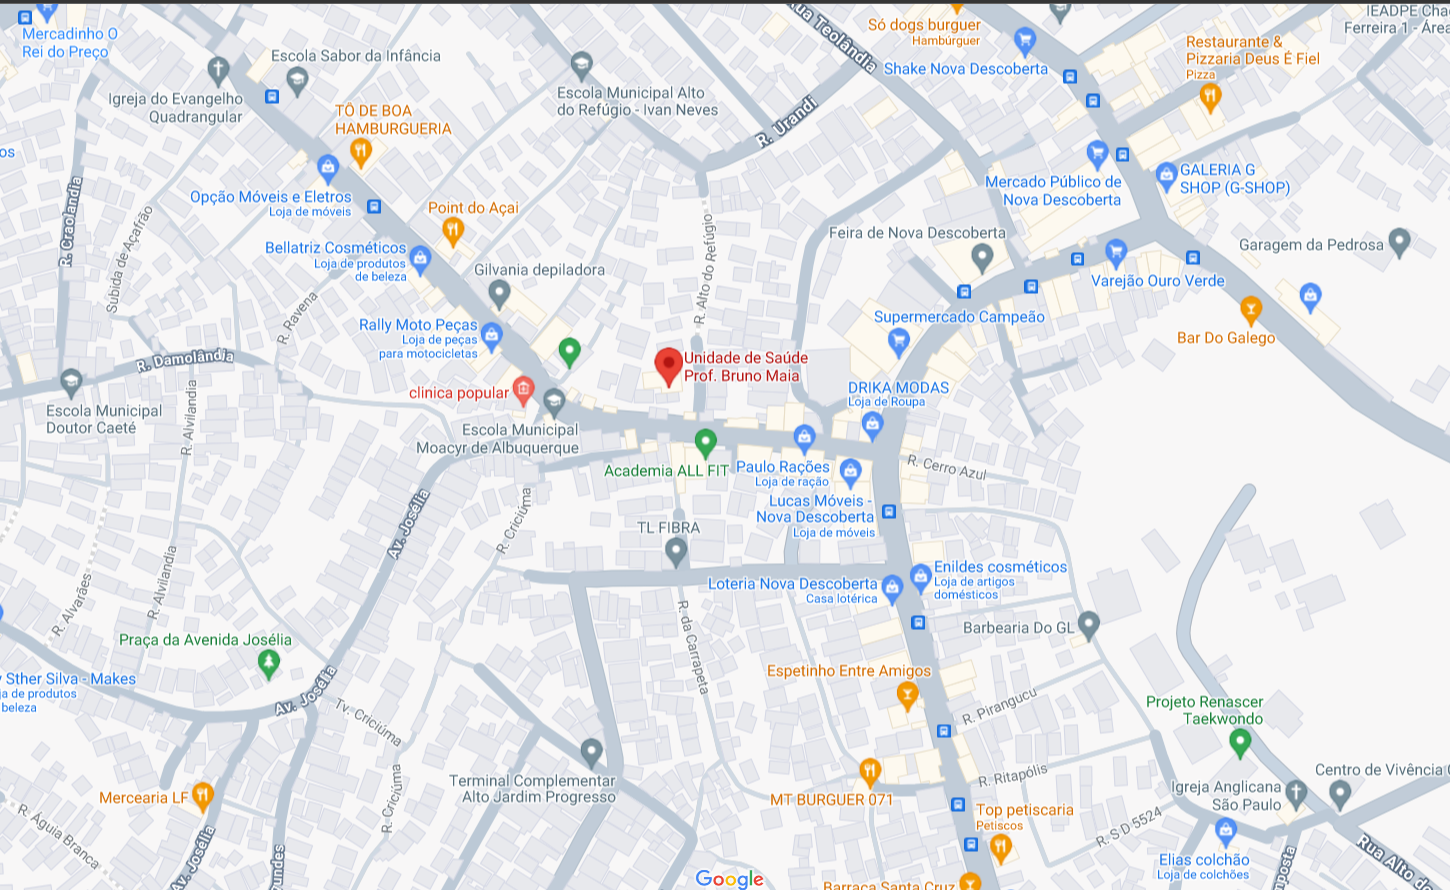 Mercadinho O
Rei do Preço
Escola Sabor da Infância
Igreja do Evangelho
Quadrangular
TÔ DE BOA
HAMBURGUERIA
Escola Municipal Alto
do Refúgio - Ivan Neves
Rua Teolândia
R. Urandi
Só dogs burguer
Hambúrguer
Shake Nova Descoberta
Restaurante &
Pizzaria Deus É Fiel
Pizza
IEADPE Cha
Ferreira 1 - Área
os
Opção Móveis e Eletros
Loja de móveis
Point do Açai
Mercado Público de
Nova Descoberta
GALERIA G
SHOP (G-SHOP)
R. Craolandia
Subida de Açafrão
Bellatriz Cosméticos
Loja de produtos
de beleza
Gilvania depiladora
R. Alto do Refúgio
Feira de Nova Descoberta
Garagem da Pedrosa
Varejão Ouro Verde
R. Ravena
Rally Moto Peças
Loja de peças
para motocicletas
Supermercado Campeão
Bar Do Galego
R. Damolândia
Unidade de Saúde
Prof. Bruno Maia
clinica popular
DRIKA MODAS
Loja de Roupa
Escola Municipal
Doutor Caeté
R. Alvilandia
Escola Municipal
Moacyr de Albuquerque
Academia ALL FIT
Paulo Rações
Loja de ração
R. Cerro Azul
Lucas Móveis -
Nova Descoberta
Loja de móveis
Av. Josélia
R. Criciúma
TL FIBRA
R. Alvarães
R. Alvilandia
Loteria Nova Descoberta
Casa lotérica
Enildes cosméticos
Loja de artigos
domésticos
Barbearia Do GL
Praça da Avenida Josélia
R. da Carrapeta
Espetinho Entre Amigos
Sther Silva - Makes
ja de produtos
beleza
Av. Josélia
Tv. Criciúma
R. Pirangucu
Projeto Renascer
Taekwondo
Terminal Complementar
Alto Jardim Progresso
R. Ritapólis
Igreja Anglicana
São Paulo
Centro de Vivência
Mercearia LF
R. Criciúma
MT BURGUER 071
Top petiscaria
Petiscos
R. S D 5524
R. Águia Branca
Av. Josélia
undes
Elias colchão
Loja de colchões
mposta
Rua Alto do
Google
Barraca Santa Cruz